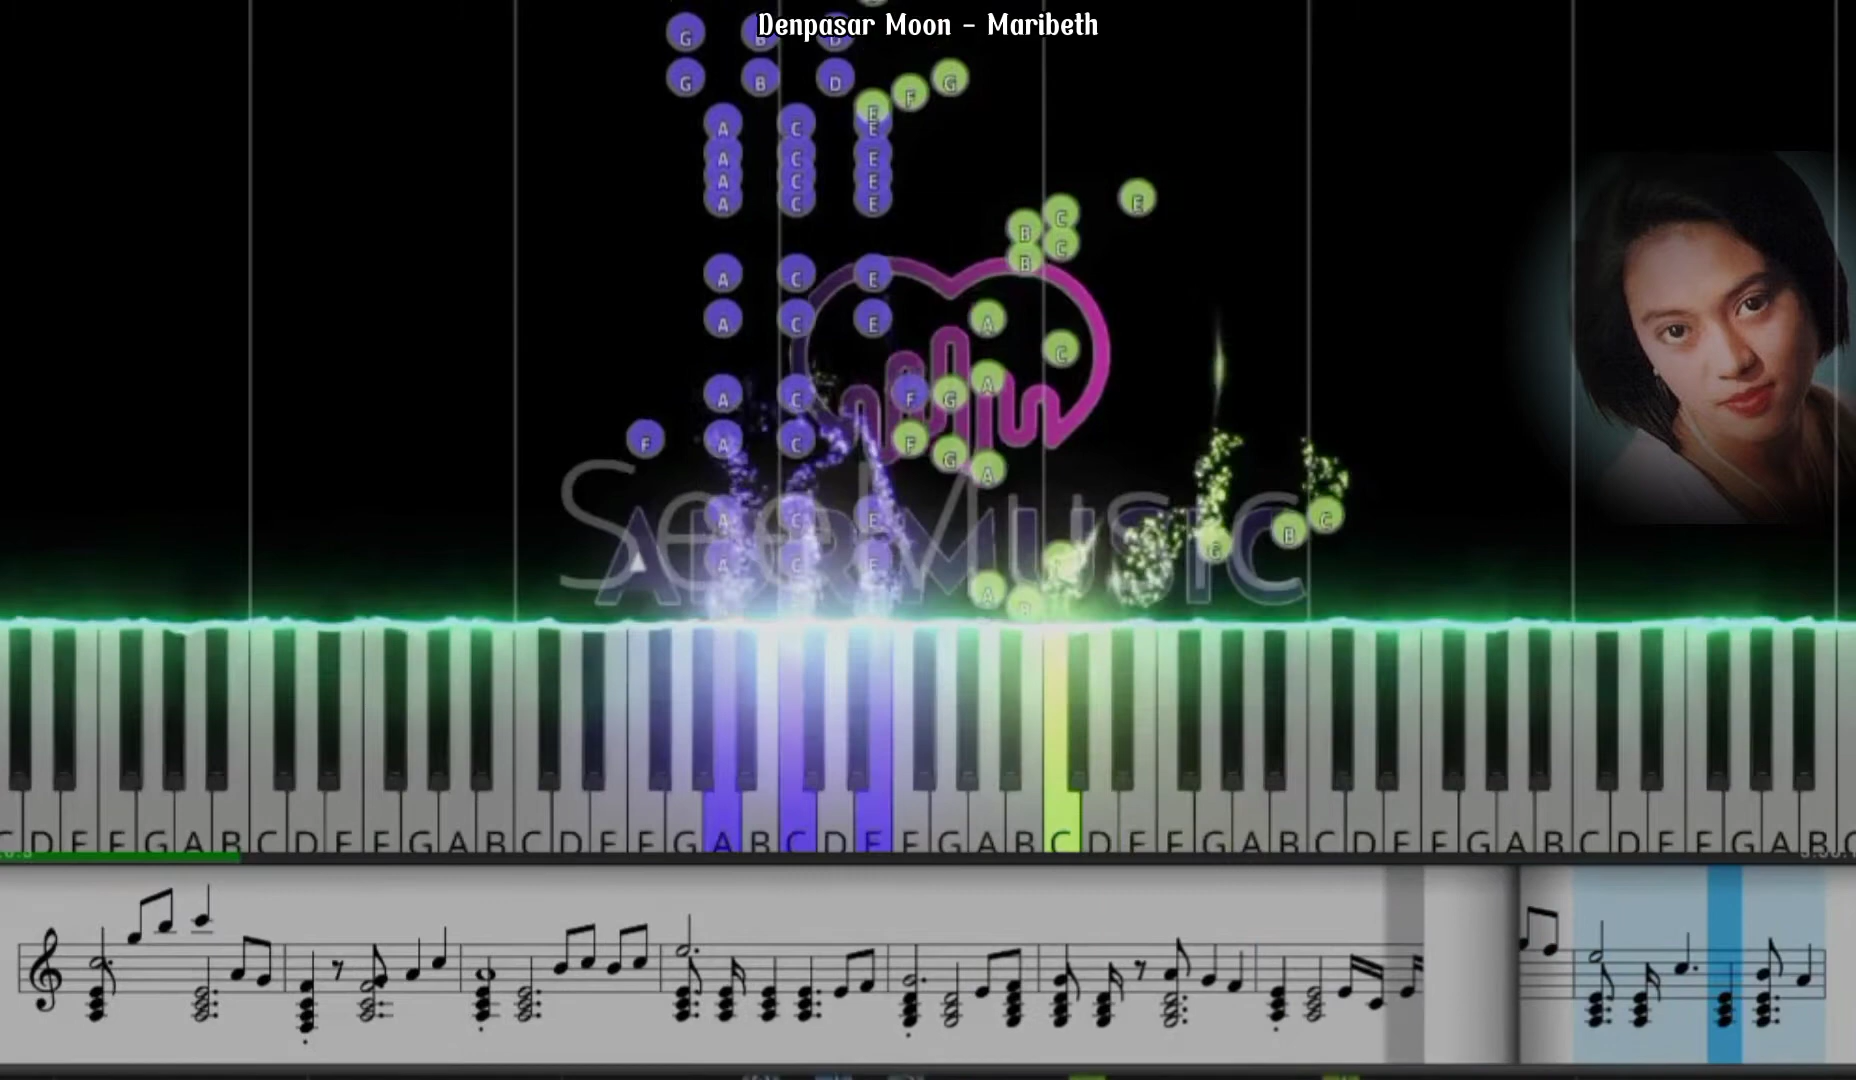 Denpasar Moon - Maribeth
G B D
G B D E F G
A C E
A C E
A C E
A C E E
B C
B C
A C E
A C E A
C
A C F G A
F A C F G A
SeeMusic
A C E G B C
A C E
A B
C D E F G A B C D E F G A B C D E F G A B C D E F G A B C D E F G A B C D E F G A B C D E F G A B C